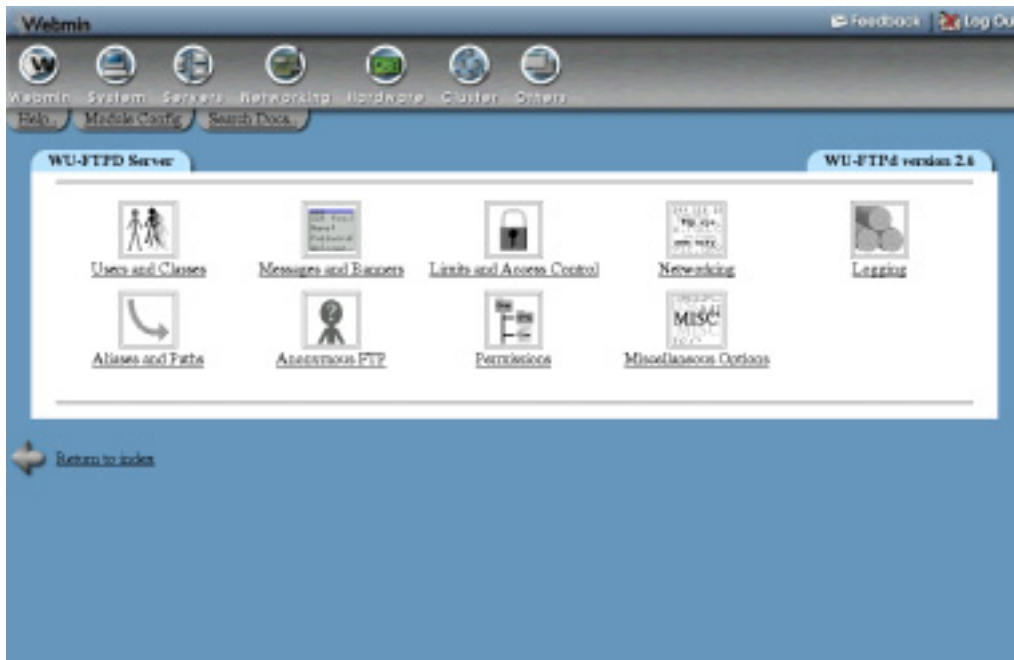 Webmin
Feedback
Log Ou
Webmin System Servers Networking Hardware Cluster Others
Help.. Module Config Search Docs..
WU-FTPD Server
WU-FTPd version 2.6
Users and Classes
Messages and Banners
Limits and Access Control
Networking
Logging
MISC
Aliases and Paths
Anonymous FTP
Permissions
Miscellaneous Options
Return to index